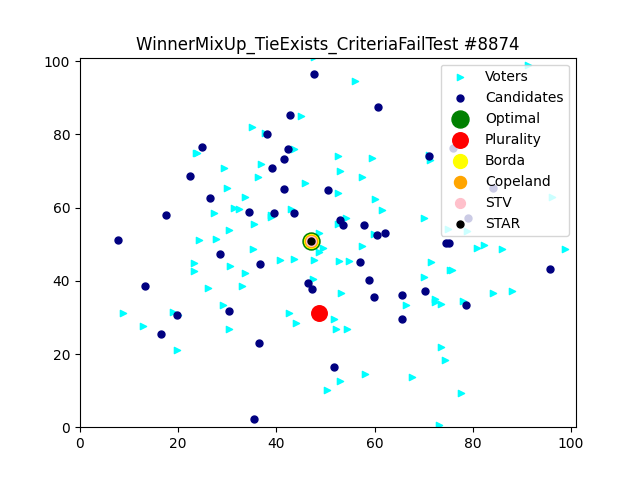 WinnerMixUp_TieExists_CriteriaFailTest #8874
100
80
60
40
20
0
0
20
40
60
80
100
Voters
Candidates
Optimal
Plurality
Borda
Copeland
STV
STAR